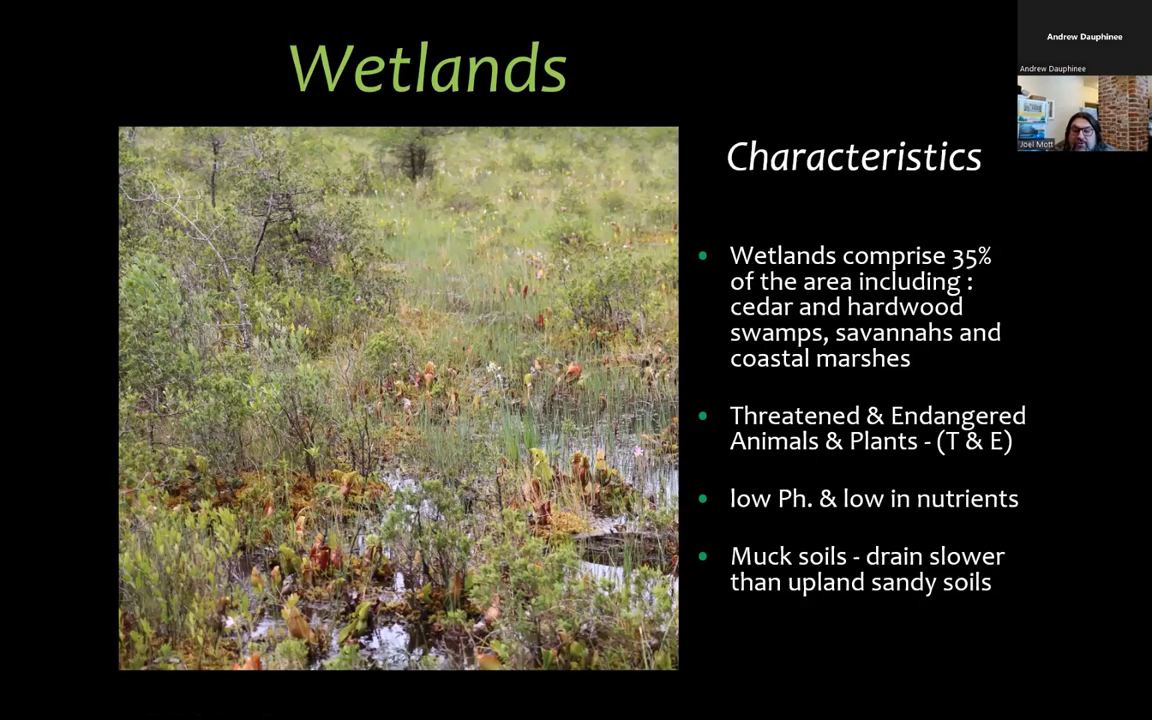 Wetlands
Andrew Dauphinee
Andrew Dauphinee
Joel Mott
Characteristics
• Wetlands comprise 35%
of the area including :
cedar and hardwood
swamps, savannahs and
coastal marshes
• Threatened & Endangered
Animals & Plants - (T & E)
• low Ph. & low in nutrients
• Muck soils - drain slower
than upland sandy soils